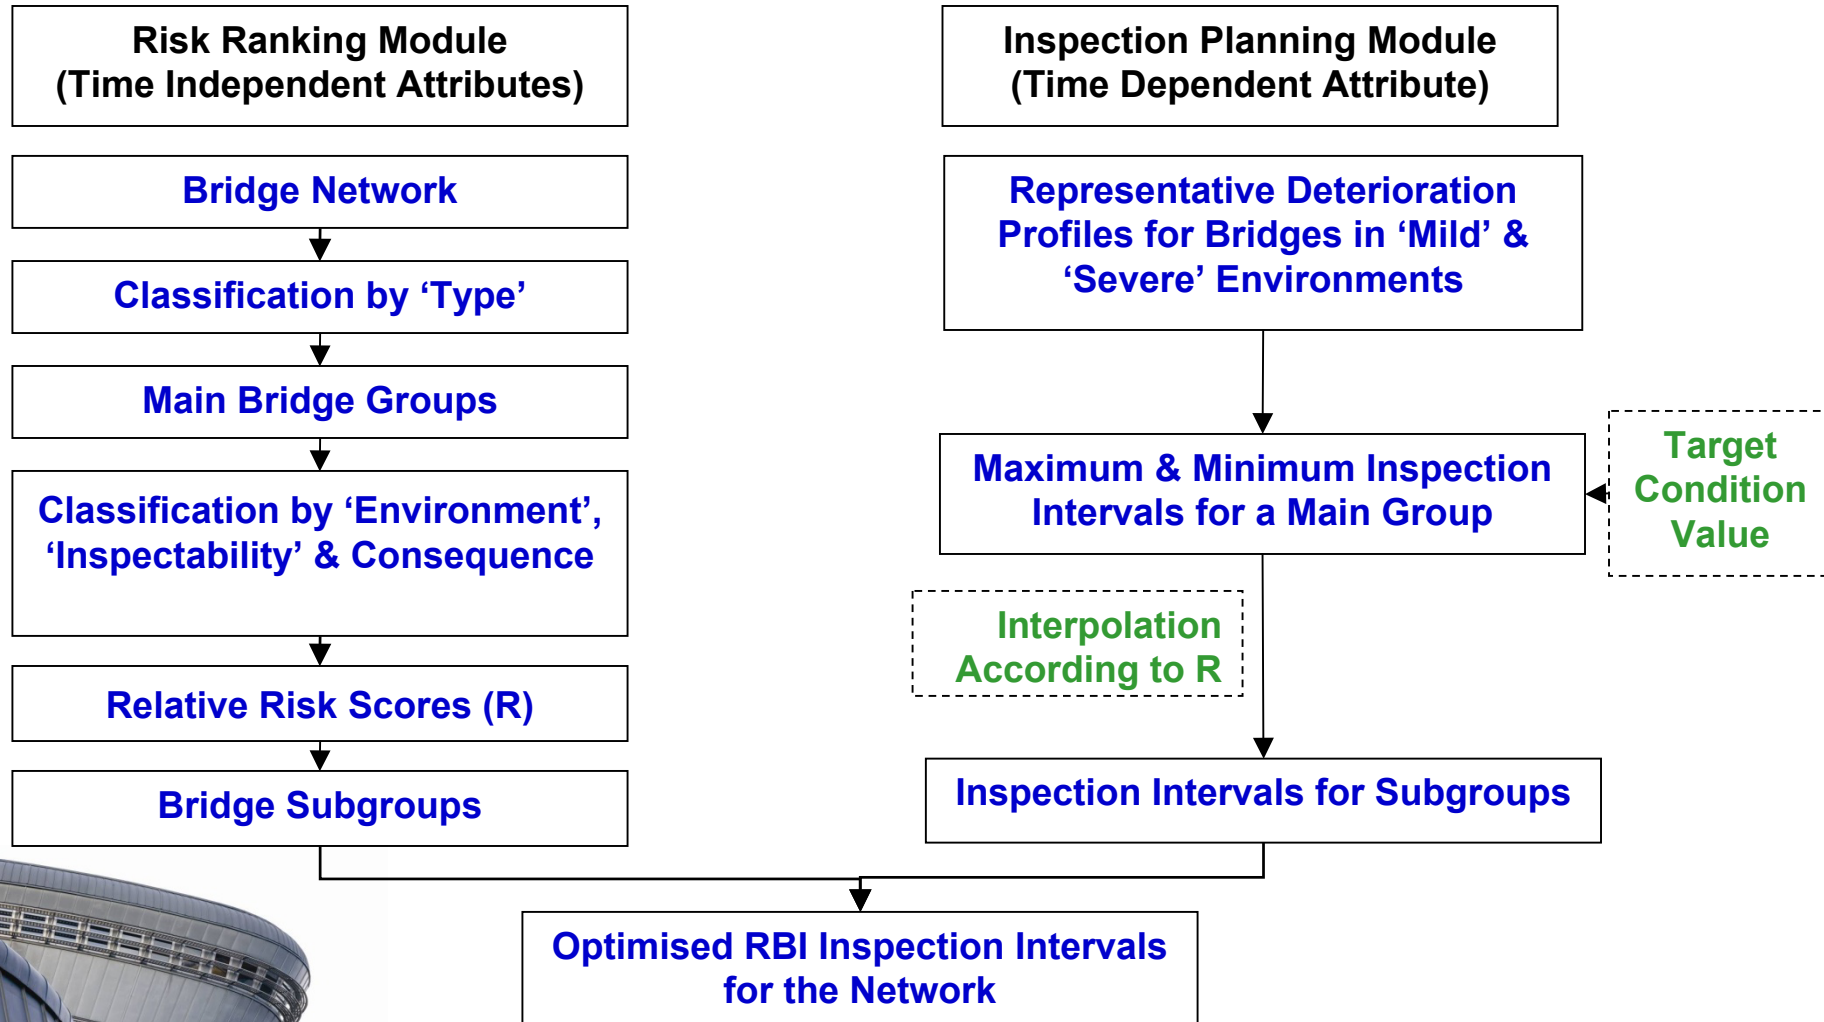 Risk Ranking Module
(Time Independent Attributes)
Bridge Network
Classification by ‘Type’
Main Bridge Groups
Classification by ‘Environment’,
‘Inspectability’ & Consequence
Relative Risk Scores (R)
Bridge Subgroups
Inspection Planning Module
(Time Dependent Attribute)
Representative Deterioration
Profiles for Bridges in ‘Mild’ &
‘Severe’ Environments
Maximum & Minimum Inspection
Intervals for a Main Group
Target
Condition
Value
Interpolation
According to R
Inspection Intervals for Subgroups
Optimised RBI Inspection Intervals
for the Network